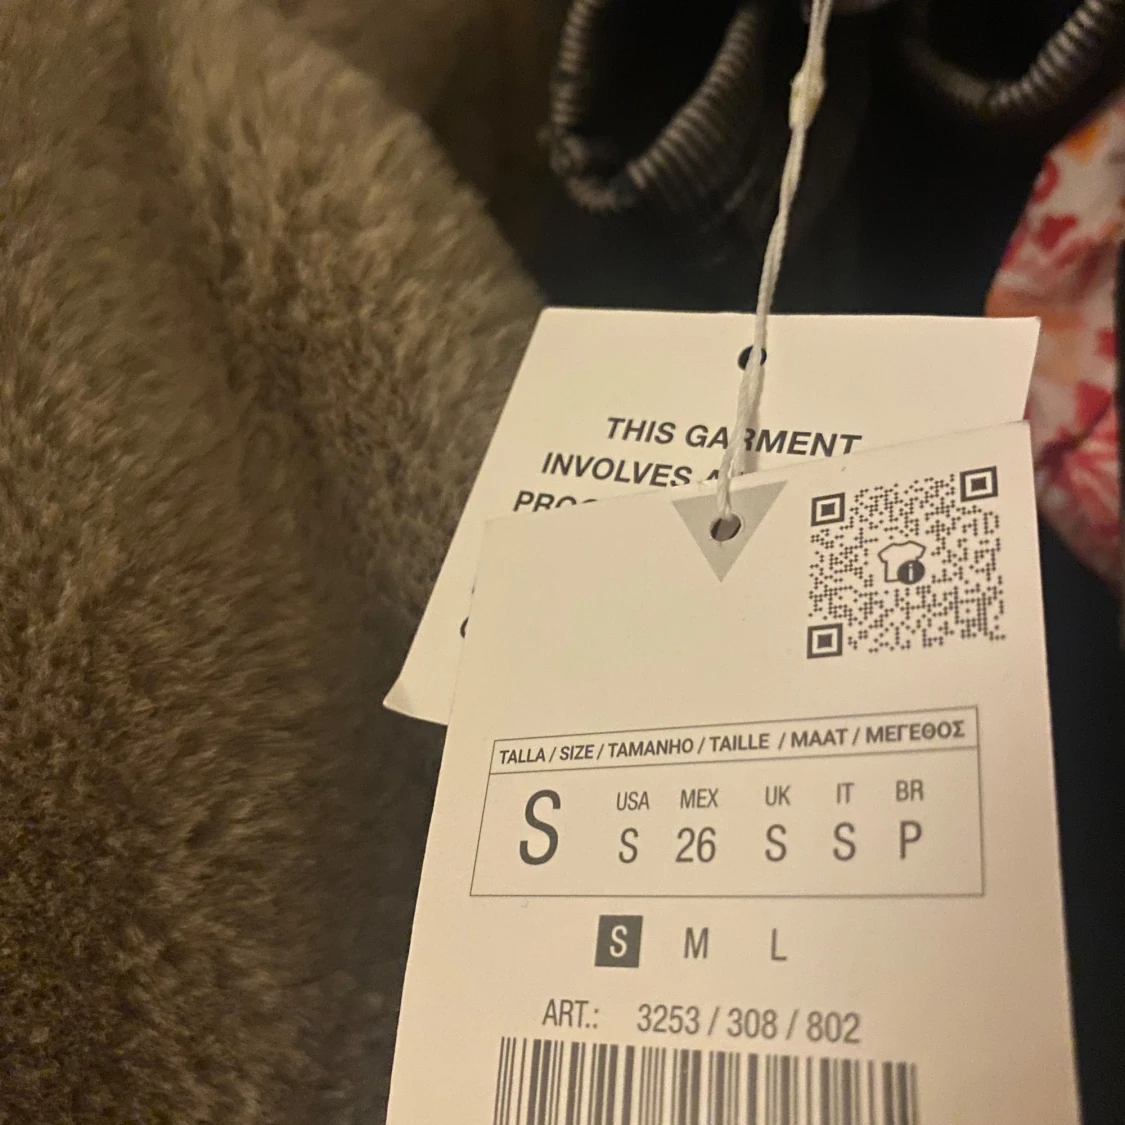 THIS GARMENT
INVOLVES
TALLA / SIZE / TAMANHO / TAILLE / MAAT / ΜΕΓΕΘΟΣ
S
USA MEX UK IT BR
S 26 S S P
S M L
ART.: 3253 / 308 / 802